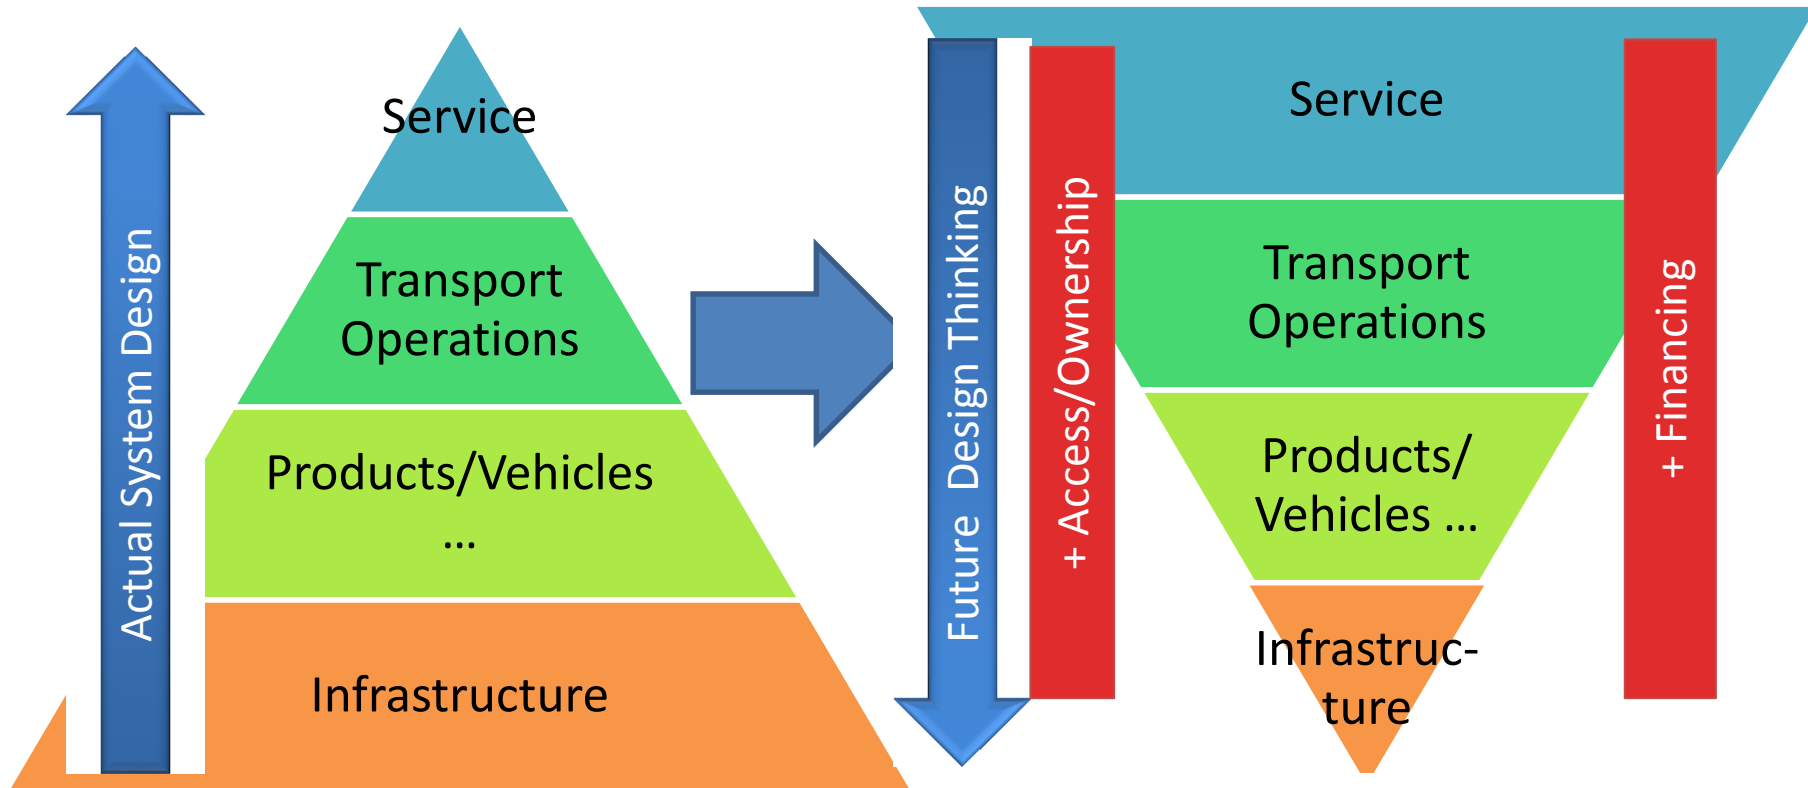 Actual System Design
Service
Transport
Operations
Products/Vehicles
...
Infrastructure
Future Design Thinking
+ Access/Ownership
Service
Transport
Operations
Products/
Vehicles ...
Infrastruc-
ture
+ Financing